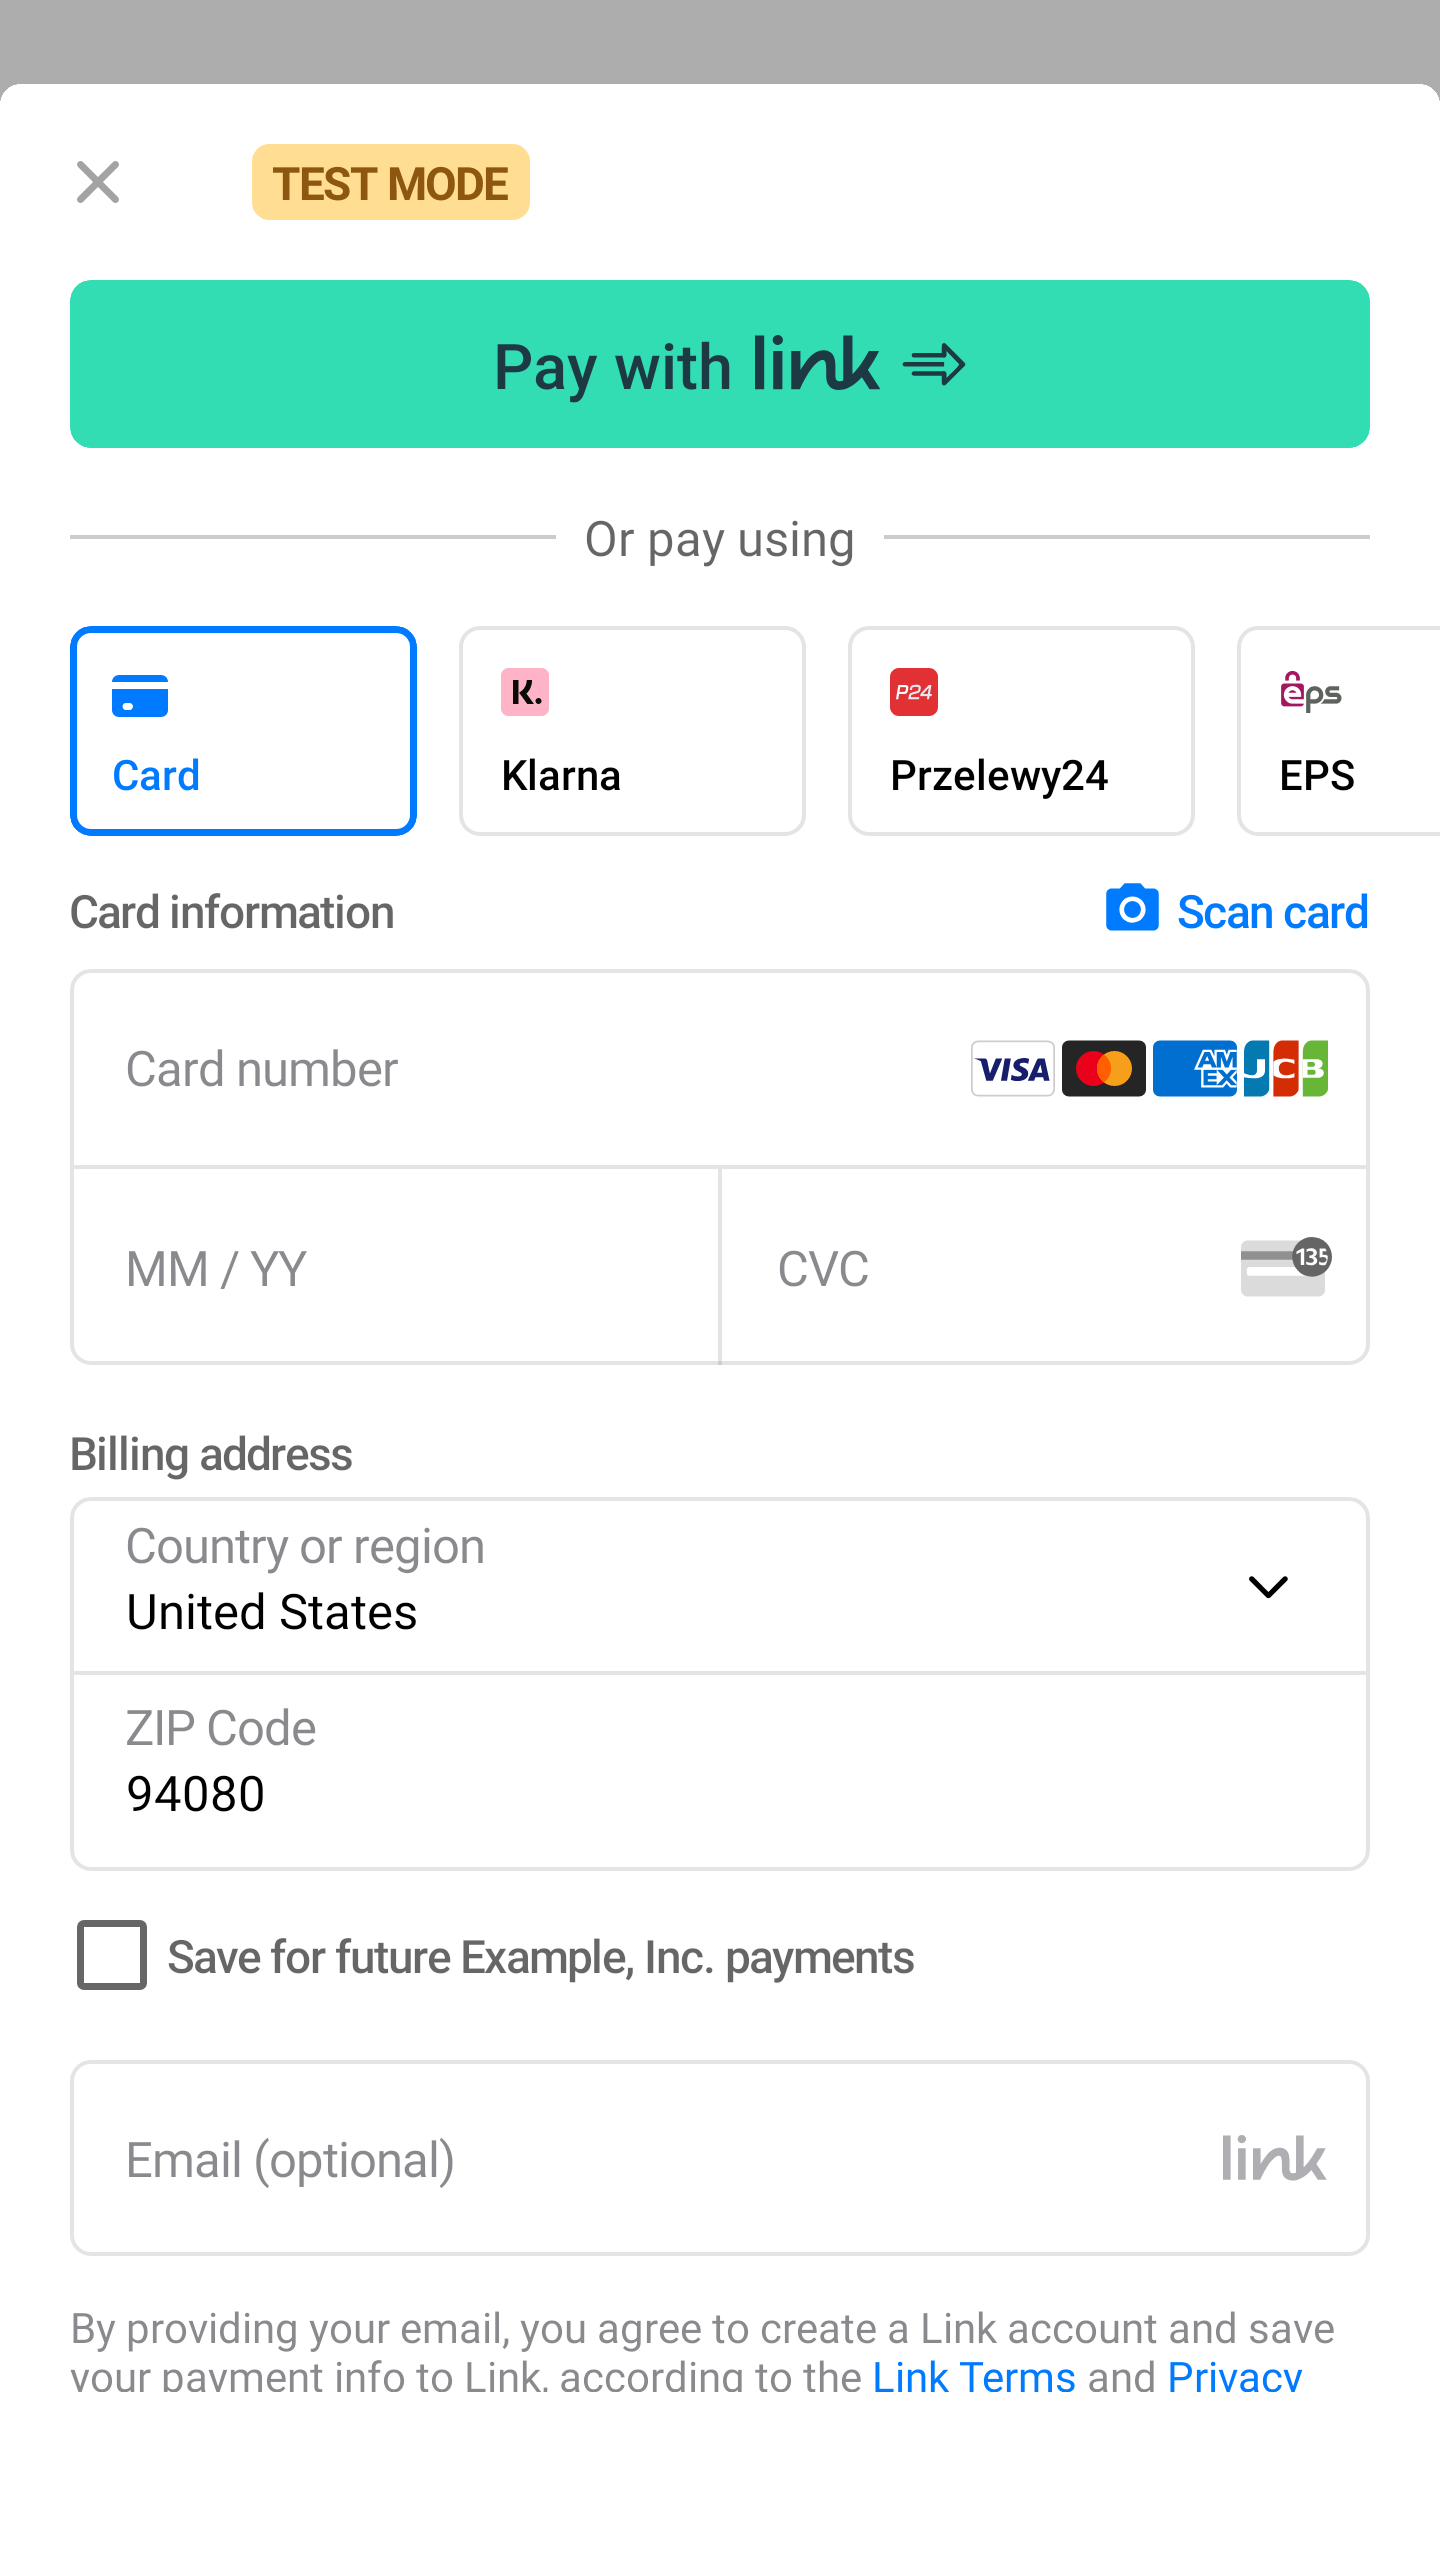 TEST MODE
Pay with link
Or pay using
K.
P24
eps
Card
Klarna
Przelewy24
EPS
Card information
Scan card
Card number
VISA
AM
EX
JCB
MM / YY
CVC
135
Billing address
Country or region
United States
ZIP Code
94080
Save for future Example, Inc. payments
Email (optional)
link
By providing your email, you agree to create a Link account and save
your payment info to Link, according to the Link Terms and Privacy